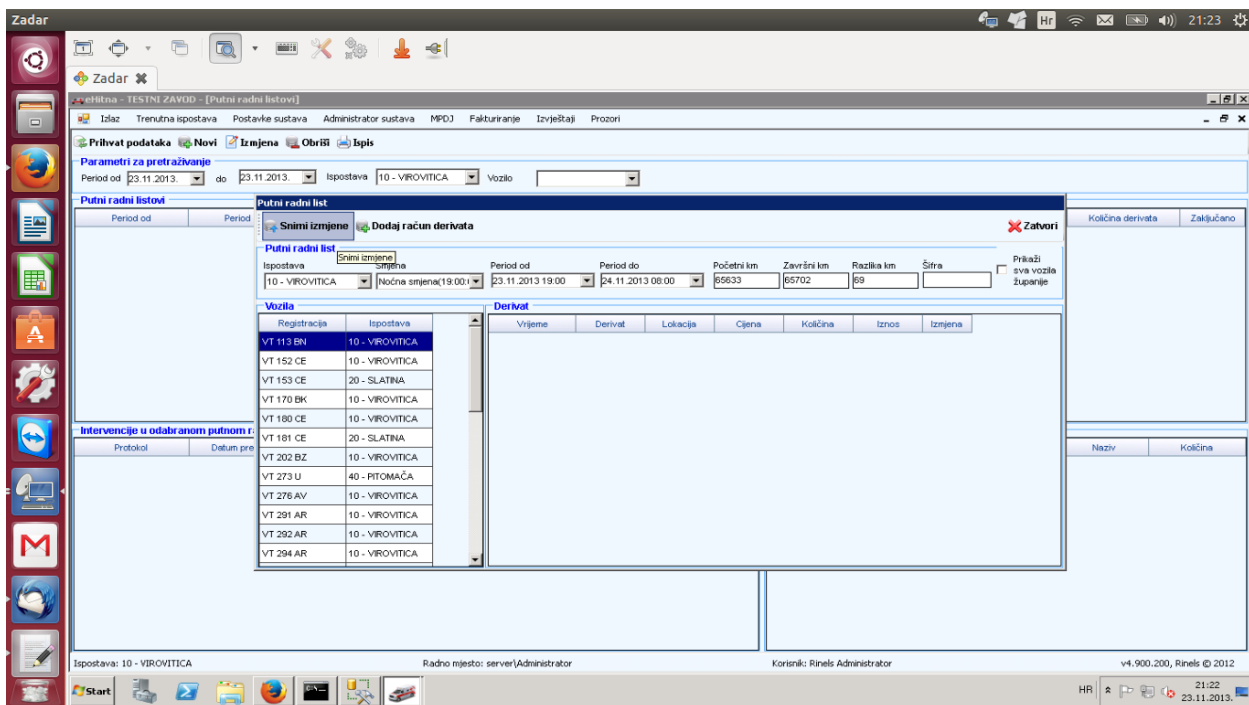 Zadar
Hr
21:23
Zadar
eHitna - TESTNI ZAVOD - [Putni radni listovi]
Izlaz Trenutna ispostava Postavke sustava Administrator sustava MPDJ Fakturiranje Izvještaji Prozori
Prihvat podataka Novi Izmjena Obriši Ispis
Parametri za pretraživanje
Period od 23.11.2013. do 23.11.2013. Ispostava 10 - VIROVITICA Vozilo
Putni radni listovi
Period od Period Količina derivata Zaključano
Putni radni list
Snimi izmjene Dodaj račun derivata Zatvori
Putni radni list
Snimi izmjene
Ispostava Smjena Period od Period do Početni km Završni km Razlika km Šifra Prikaži sva vozila županije
10 - VIROVITICA Noćna smjena(19:00: 23.11.2013 19:00 24.11.2013 08:00 65633 65702 69
Vozila Derivat
Registracija Ispostava Vrijeme Derivat Lokacija Cijena Količina Iznos Izmjena
VT 113 BN 10 - VIROVITICA
VT 152 CE 10 - VIROVITICA
VT 153 CE 20 - SLATINA
VT 170 BK 10 - VIROVITICA
VT 180 CE 10 - VIROVITICA
VT 181 CE 20 - SLATINA
VT 202 BZ 10 - VIROVITICA
VT 273 U 40 - PITOMAČA
VT 276 AV 10 - VIROVITICA
VT 291 AR 10 - VIROVITICA
VT 292 AR 10 - VIROVITICA
VT 294 AR 10 - VIROVITICA
Intervencije u odabranom putnom r
Protokol Datum pre Naziv Količina
Ispostava: 10 - VIROVITICA Radno mjesto: server\Administrator Korisnik: Rinels Administrator v4.900.200, Rinels © 2012
Start HR 21:22
23.11.2013.